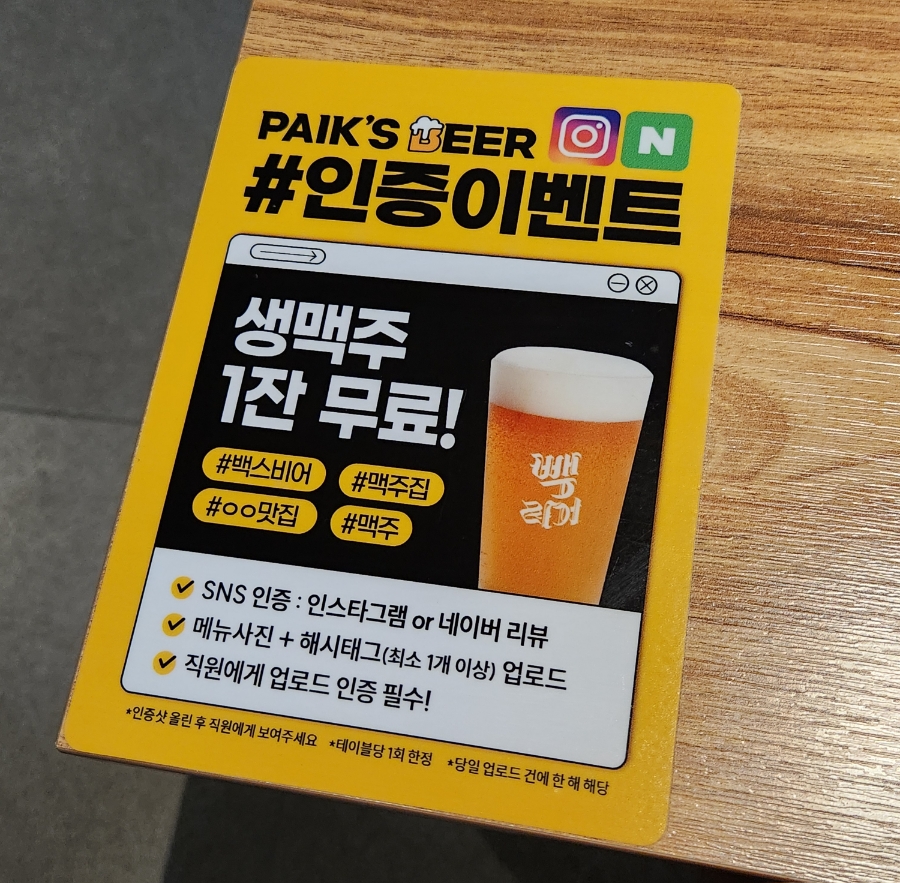 PAIK'S BEER N
#인증이벤트
생맥주
1잔 무료!
#백스비어 #맥주집
#ㅇㅇ맛집 #맥주
빽
비어
SNS 인증 : 인스타그램 or 네이버 리뷰
메뉴사진 + 해시태그(최소 1개 이상) 업로드
직원에게 업로드 인증 필수!
*인증샷 올린 후 직원에게 보여주세요 *테이블당 1회 한정 *당일 업로드 건에 한 해 해당